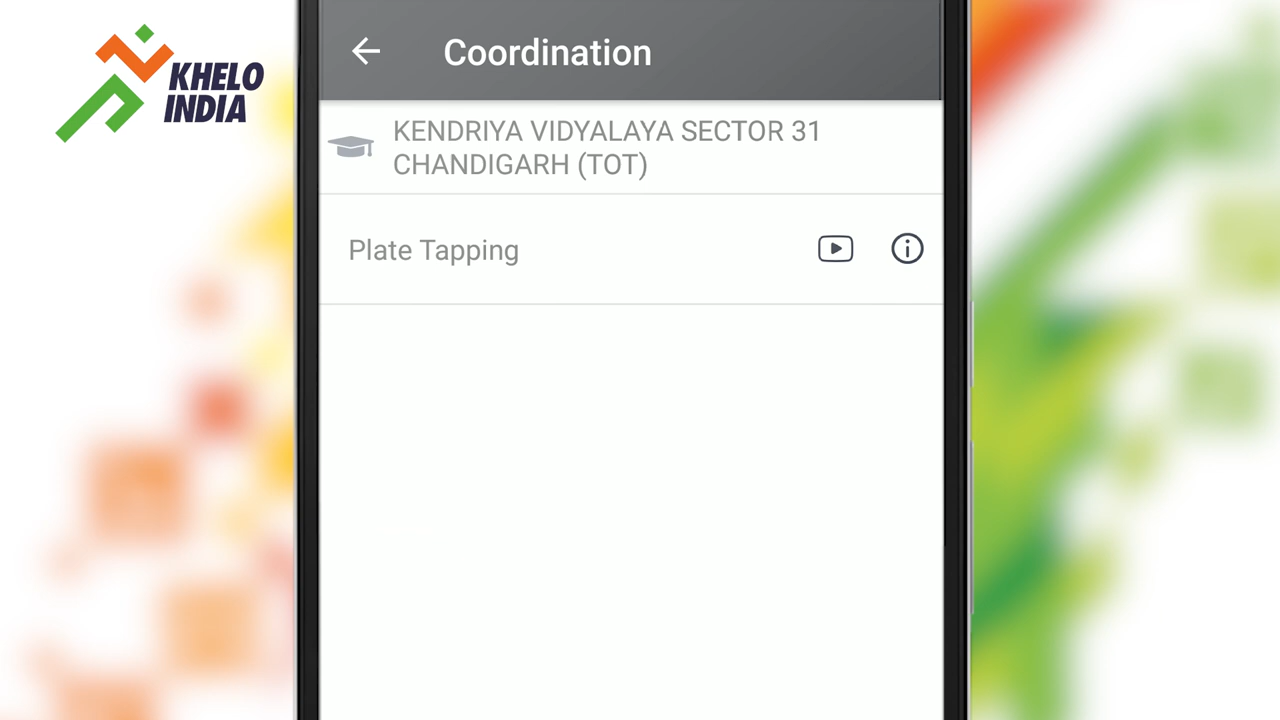 KHELO
INDIA
Coordination
KENDRIYA VIDYALAYA SECTOR 31
CHANDIGARH (TOT)
Plate Tapping